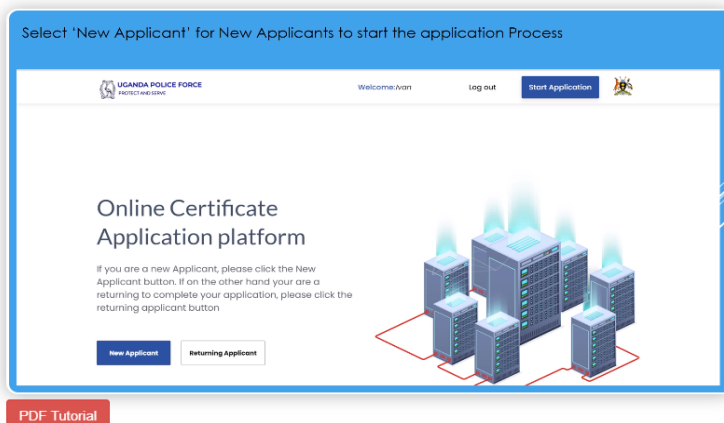 Select 'New Applicant' for New Applicants to start the application Process
UGANDA POLICE FORCE
PROTECT AND SERVE
Welcome:Ivan
Log out
Start Application
Online Certificate
Application platform
If you are a new Applicant, please click the New
Applicant button. If on the other hand your are a
returning to complete your application, please click the
returning applicant button
New Applicant
Returning Applicant
PDF Tutorial